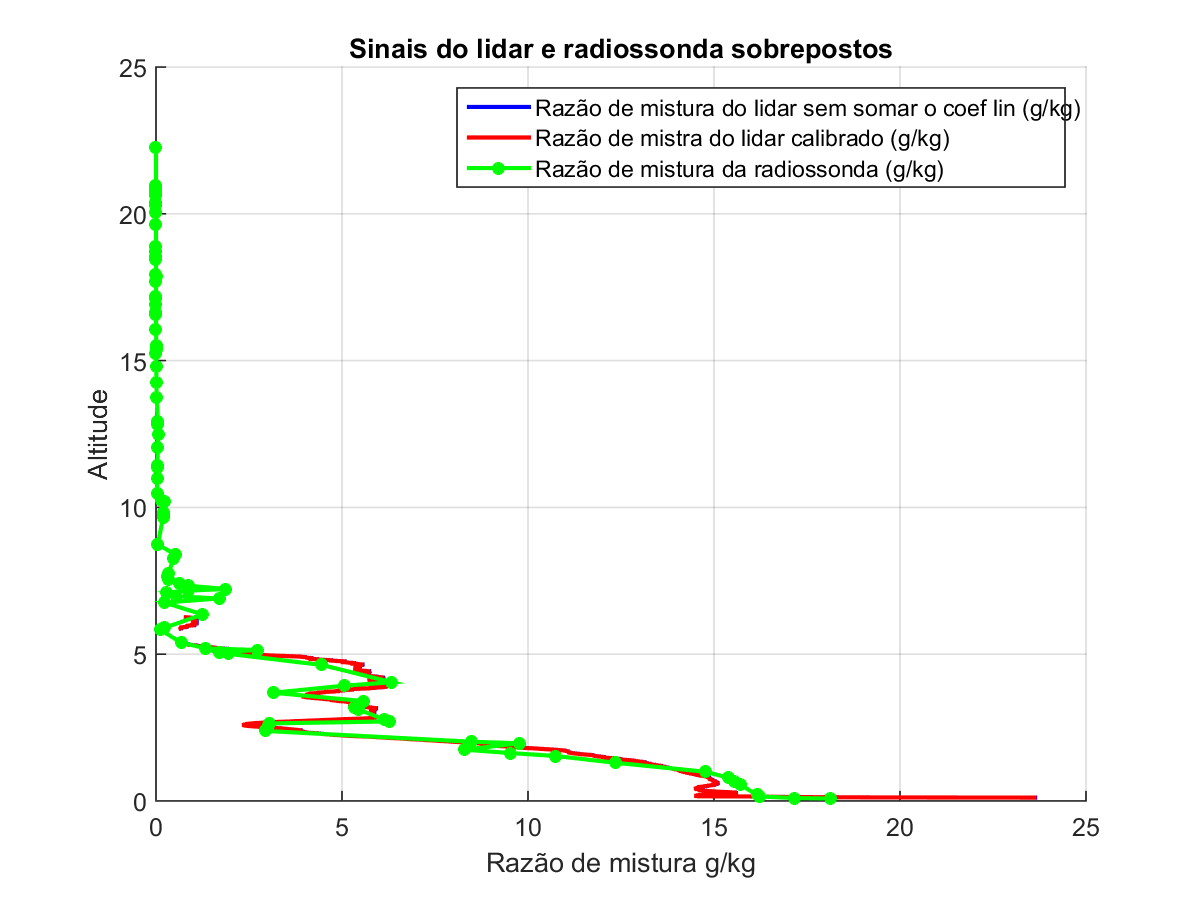 Sinais do lidar e radiossonda sobrepostos
25
Razão de mistura do lidar sem somar o coef lin (g/kg)
Razão de mistra do lidar calibrado (g/kg)
Razão de mistura da radiossonda (g/kg)
20
15
Altitude
10
5
0
0 5 10 15 20 25
Razão de mistura g/kg